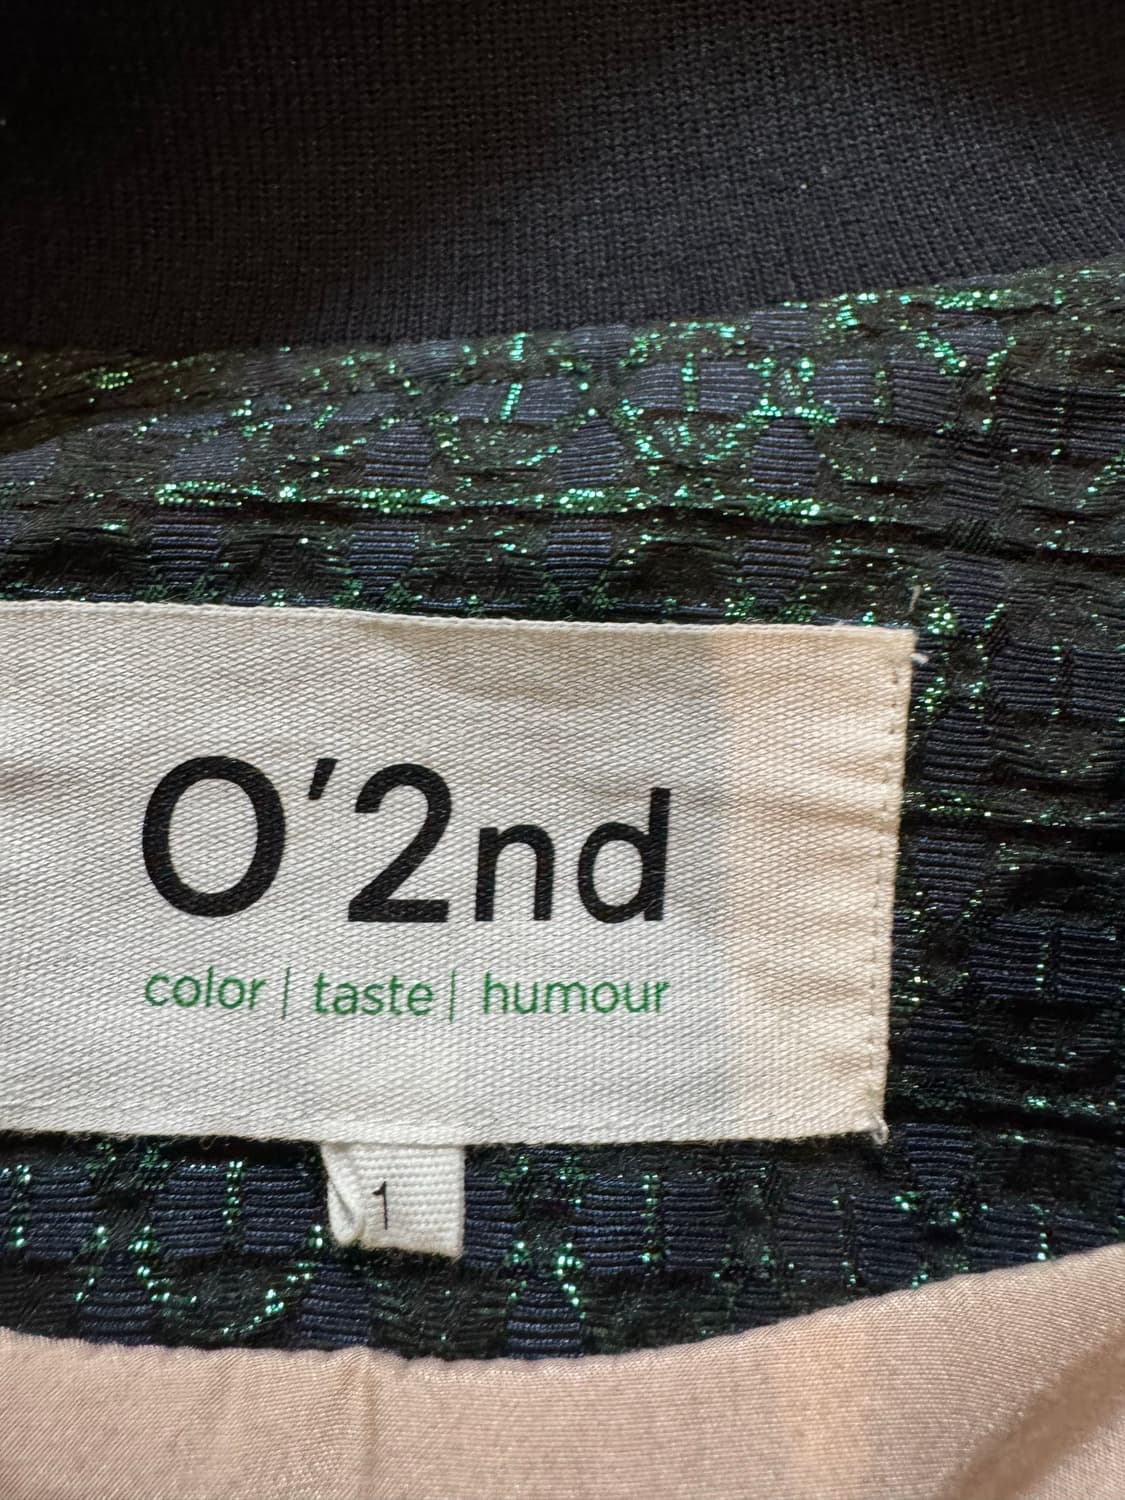 O'2nd
color | taste | humour
1